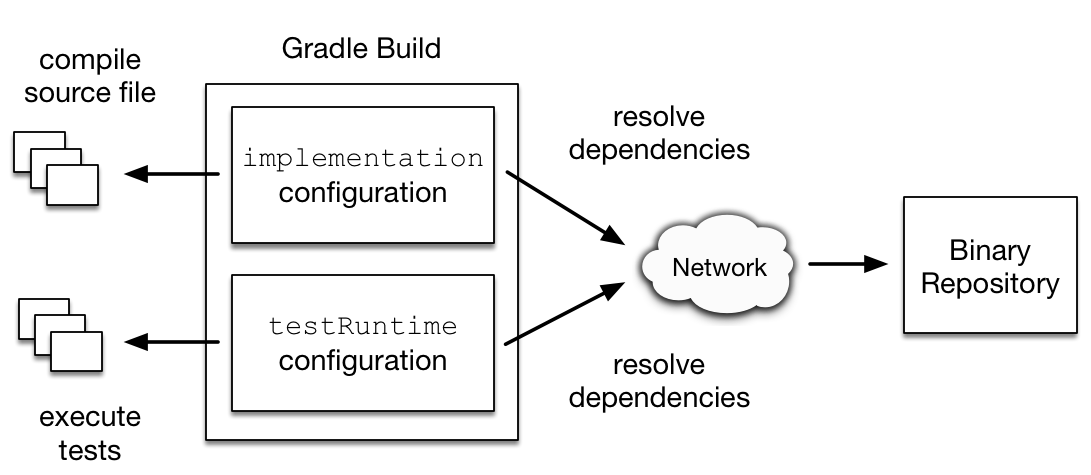 compile
source file
Gradle Build
implementation
configuration
resolve
dependencies
Network
Binary
Repository
testRuntime
configuration
resolve
dependencies
execute
tests